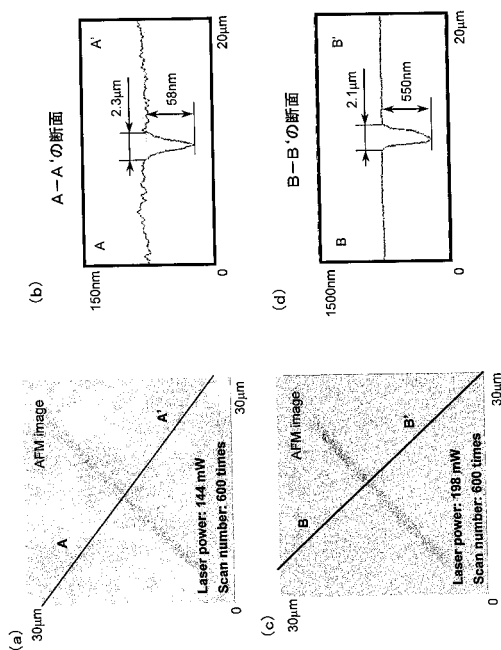 (a)
30μm
AFM image
A
A'
Laser power: 144 mW
Scan number: 600 times
0
30μm
(b)
A－A'の断面
150nm
A
A'
2.3μm
58nm
0
20μm
(c)
30μm
AFM image
B
B'
Laser power: 198 mW
Scan number: 600 times
0
30μm
(d)
B－B'の断面
1500nm
B
B'
2.1μm
550nm
0
20μm